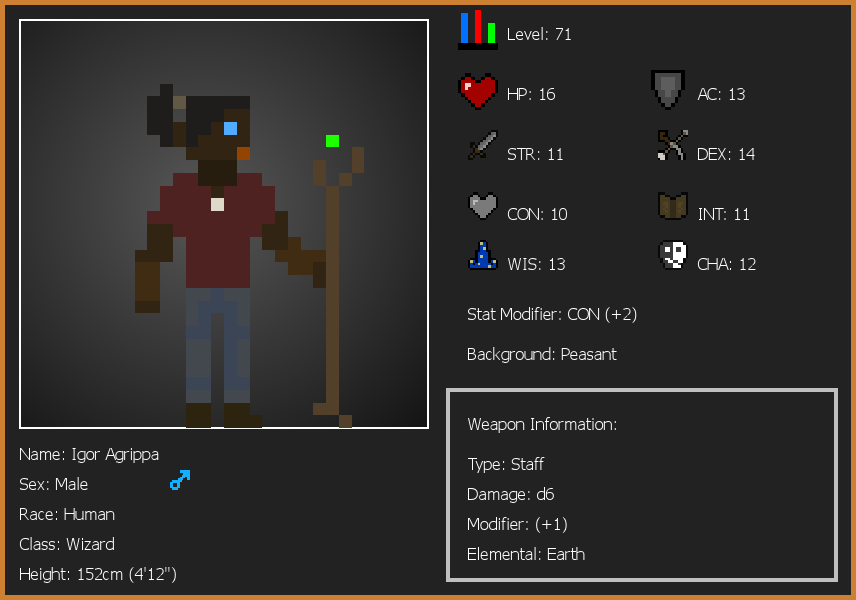 Level: 71
HP: 16
AC: 13
STR: 11
DEX: 14
CON: 10
INT: 11
WIS: 13
CHA: 12
Stat Modifier: CON (+2)
Background: Peasant
Weapon Information:
Type: Staff
Damage: d6
Modifier: (+1)
Elemental: Earth
Name: Igor Agrippa
Sex: Male
Race: Human
Class: Wizard
Height: 152cm (4'12")